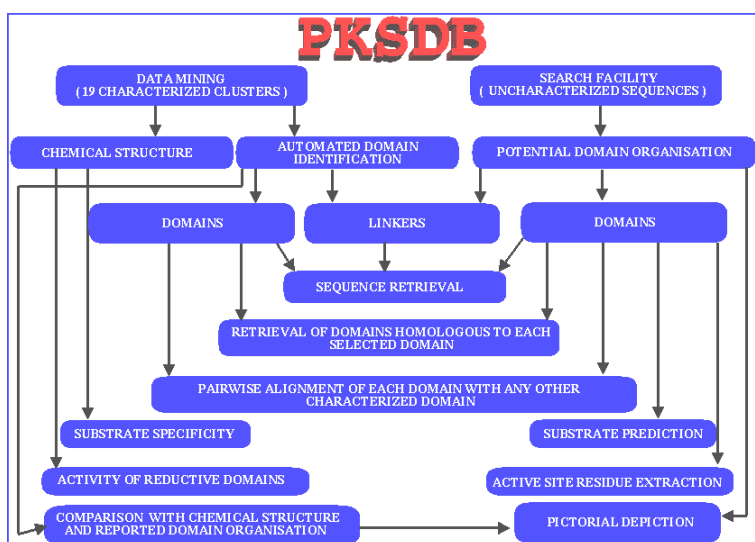 PKSDB
DATA MINING
( 19 CHARACTERIZED CLUSTERS )
SEARCH FACILITY
( UNCHARACTERIZED SEQUENCES )
CHEMICAL STRUCTURE
AUTOMATED DOMAIN
IDENTIFICATION
POTENTIAL DOMAIN ORGANISATION
DOMAINS
LINKERS
DOMAINS
SEQUENCE RETRIEVAL
RETRIEVAL OF DOMAINS HOMOLOGOUS TO EACH
SELECTED DOMAIN
PAIRWISE ALIGNMENT OF EACH DOMAIN WITH ANY OTHER
CHARACTERIZED DOMAIN
SUBSTRATE SPECIFICITY
SUBSTRATE PREDICTION
ACTIVITY OF REDUCTIVE DOMAINS
ACTIVE SITE RESIDUE EXTRACTION
COMPARISON WITH CHEMICAL STRUCTURE
AND REPORTED DOMAIN ORGANISATION
PICTORIAL DEPICTION